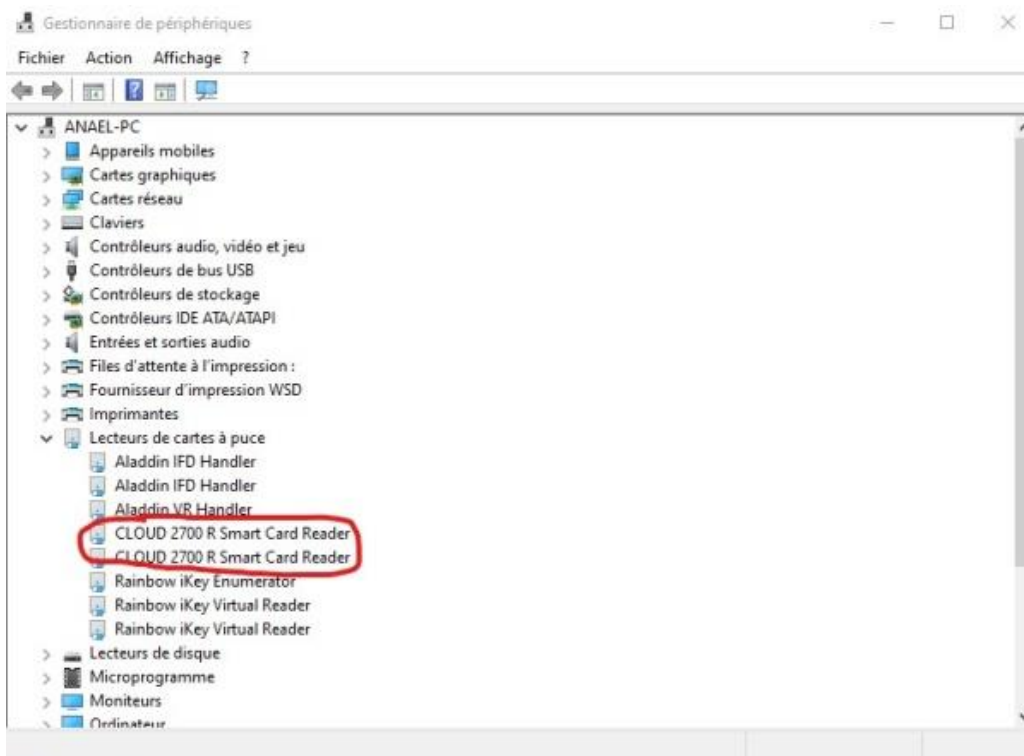 Gestionnaire de périphériques
Fichier Action Affichage ?
ANAEL-PC
Appareils mobiles
Cartes graphiques
Cartes réseau
Claviers
Contrôleurs audio, vidéo et jeu
Contrôleurs de bus USB
Contrôleurs de stockage
Contrôleurs IDE ATA/ATAPI
Entrées et sorties audio
Files d'attente à l'impression :
Fournisseur d'impression WSD
Imprimantes
Lecteurs de cartes à puce
Aladdin IFD Handler
Aladdin IFD Handler
Aladdin VR Handler
CLOUD 2700 R Smart Card Reader
CLOUD 2700 R Smart Card Reader
Rainbow iKey Enumerator
Rainbow iKey Virtual Reader
Rainbow iKey Virtual Reader
Lecteurs de disque
Microprogramme
Moniteurs
Ordinateur